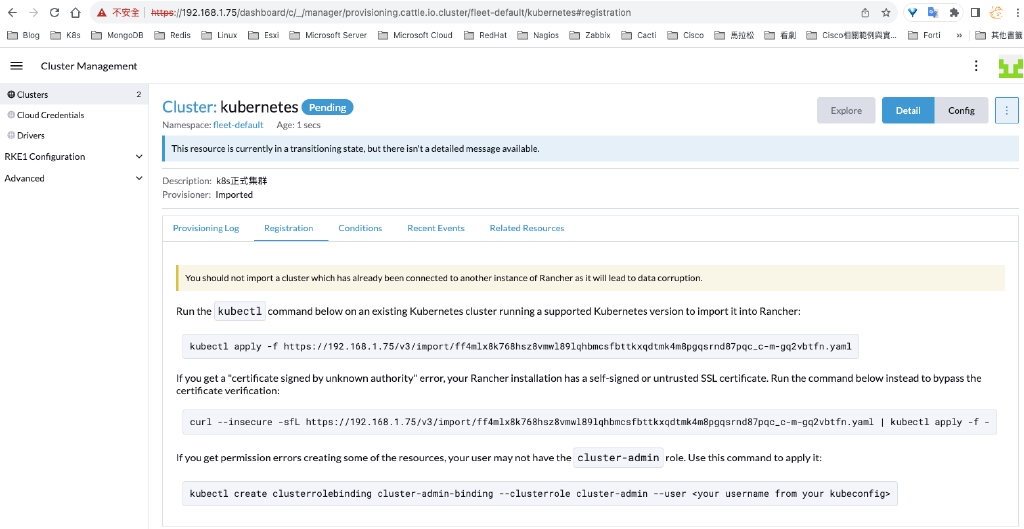 不安全 https://192.168.1.75/dashboard/c/_/manager/provisioning.cattle.io.cluster/fleet-default/kubernetes#registration
Blog K8s MongoDB Redis Linux Esxi Microsoft Server Microsoft Cloud RedHat Nagios Zabbix Cacti Cisco 馬拉松 看劇 Cisco相關範例與實... Forti » 其他書籤
Cluster Management
Clusters 2
Cloud Credentials
Drivers
RKE1 Configuration
Advanced
Cluster: kubernetes Pending
Namespace: fleet-default Age: 1 secs
Explore Detail Config
This resource is currently in a transitioning state, but there isn't a detailed message available.
Description: k8s正式集群
Provisioner: Imported
Provisioning Log Registration Conditions Recent Events Related Resources
You should not import a cluster which has already been connected to another instance of Rancher as it will lead to data corruption.
Run the kubectl command below on an existing Kubernetes cluster running a supported Kubernetes version to import it into Rancher:
kubectl apply -f https://192.168.1.75/v3/import/ff4mlx8k768hsz8vmwl89lqhbmcsfbttkxqdtmk4m8pgqsrnd87pqc_c-m-gq2vbtfn.yaml
If you get a "certificate signed by unknown authority" error, your Rancher installation has a self-signed or untrusted SSL certificate. Run the command below instead to bypass the
certificate verification:
curl --insecure -sfL https://192.168.1.75/v3/import/ff4mlx8k768hsz8vmwl89lqhbmcsfbttkxqdtmk4m8pgqsrnd87pqc_c-m-gq2vbtfn.yaml | kubectl apply -f -
If you get permission errors creating some of the resources, your user may not have the cluster-admin role. Use this command to apply it:
kubectl create clusterrolebinding cluster-admin-binding --clusterrole cluster-admin --user <your username from your kubeconfig>